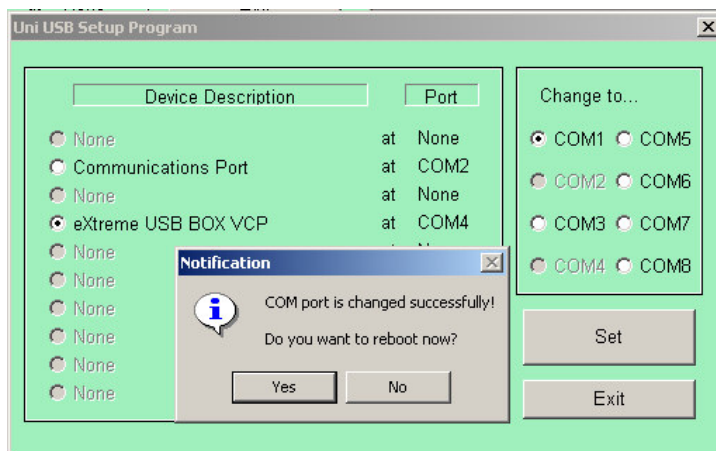 Uni USB Setup Program
Device Description Port
None at None
Communications Port at COM2
None at None
eXtreme USB BOX VCP at COM4
None
None
None
None
None
None
Change to...
COM1 COM5
COM2 COM6
COM3 COM7
COM4 COM8
Set
Exit
Notification
COM port is changed successfully!
Do you want to reboot now?
Yes No